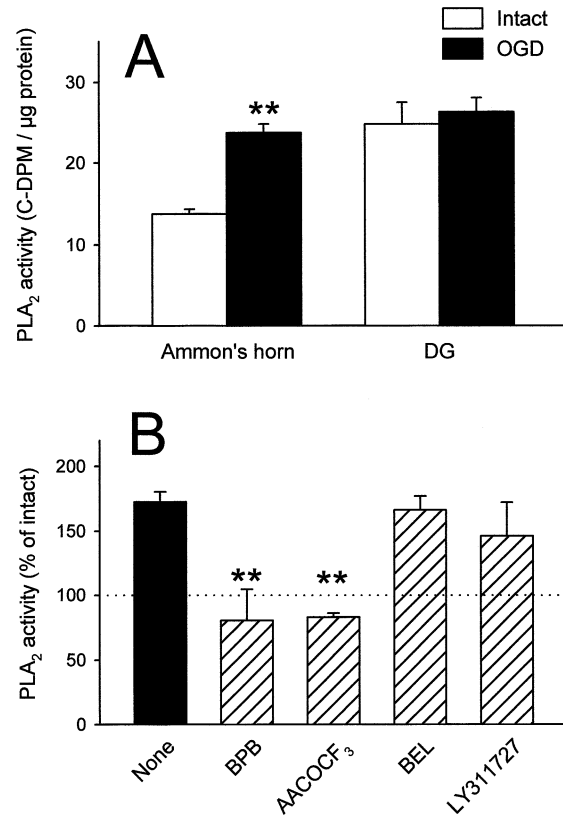 Intact
OGD
A
**
PLA2 activity (C-DPM / µg protein)
30
20
10
0
Ammon's horn
DG
B
PLA2 activity (% of intact)
200
150
100
50
0
**
**
None
BPB
AACOCF3
BEL
LY311727